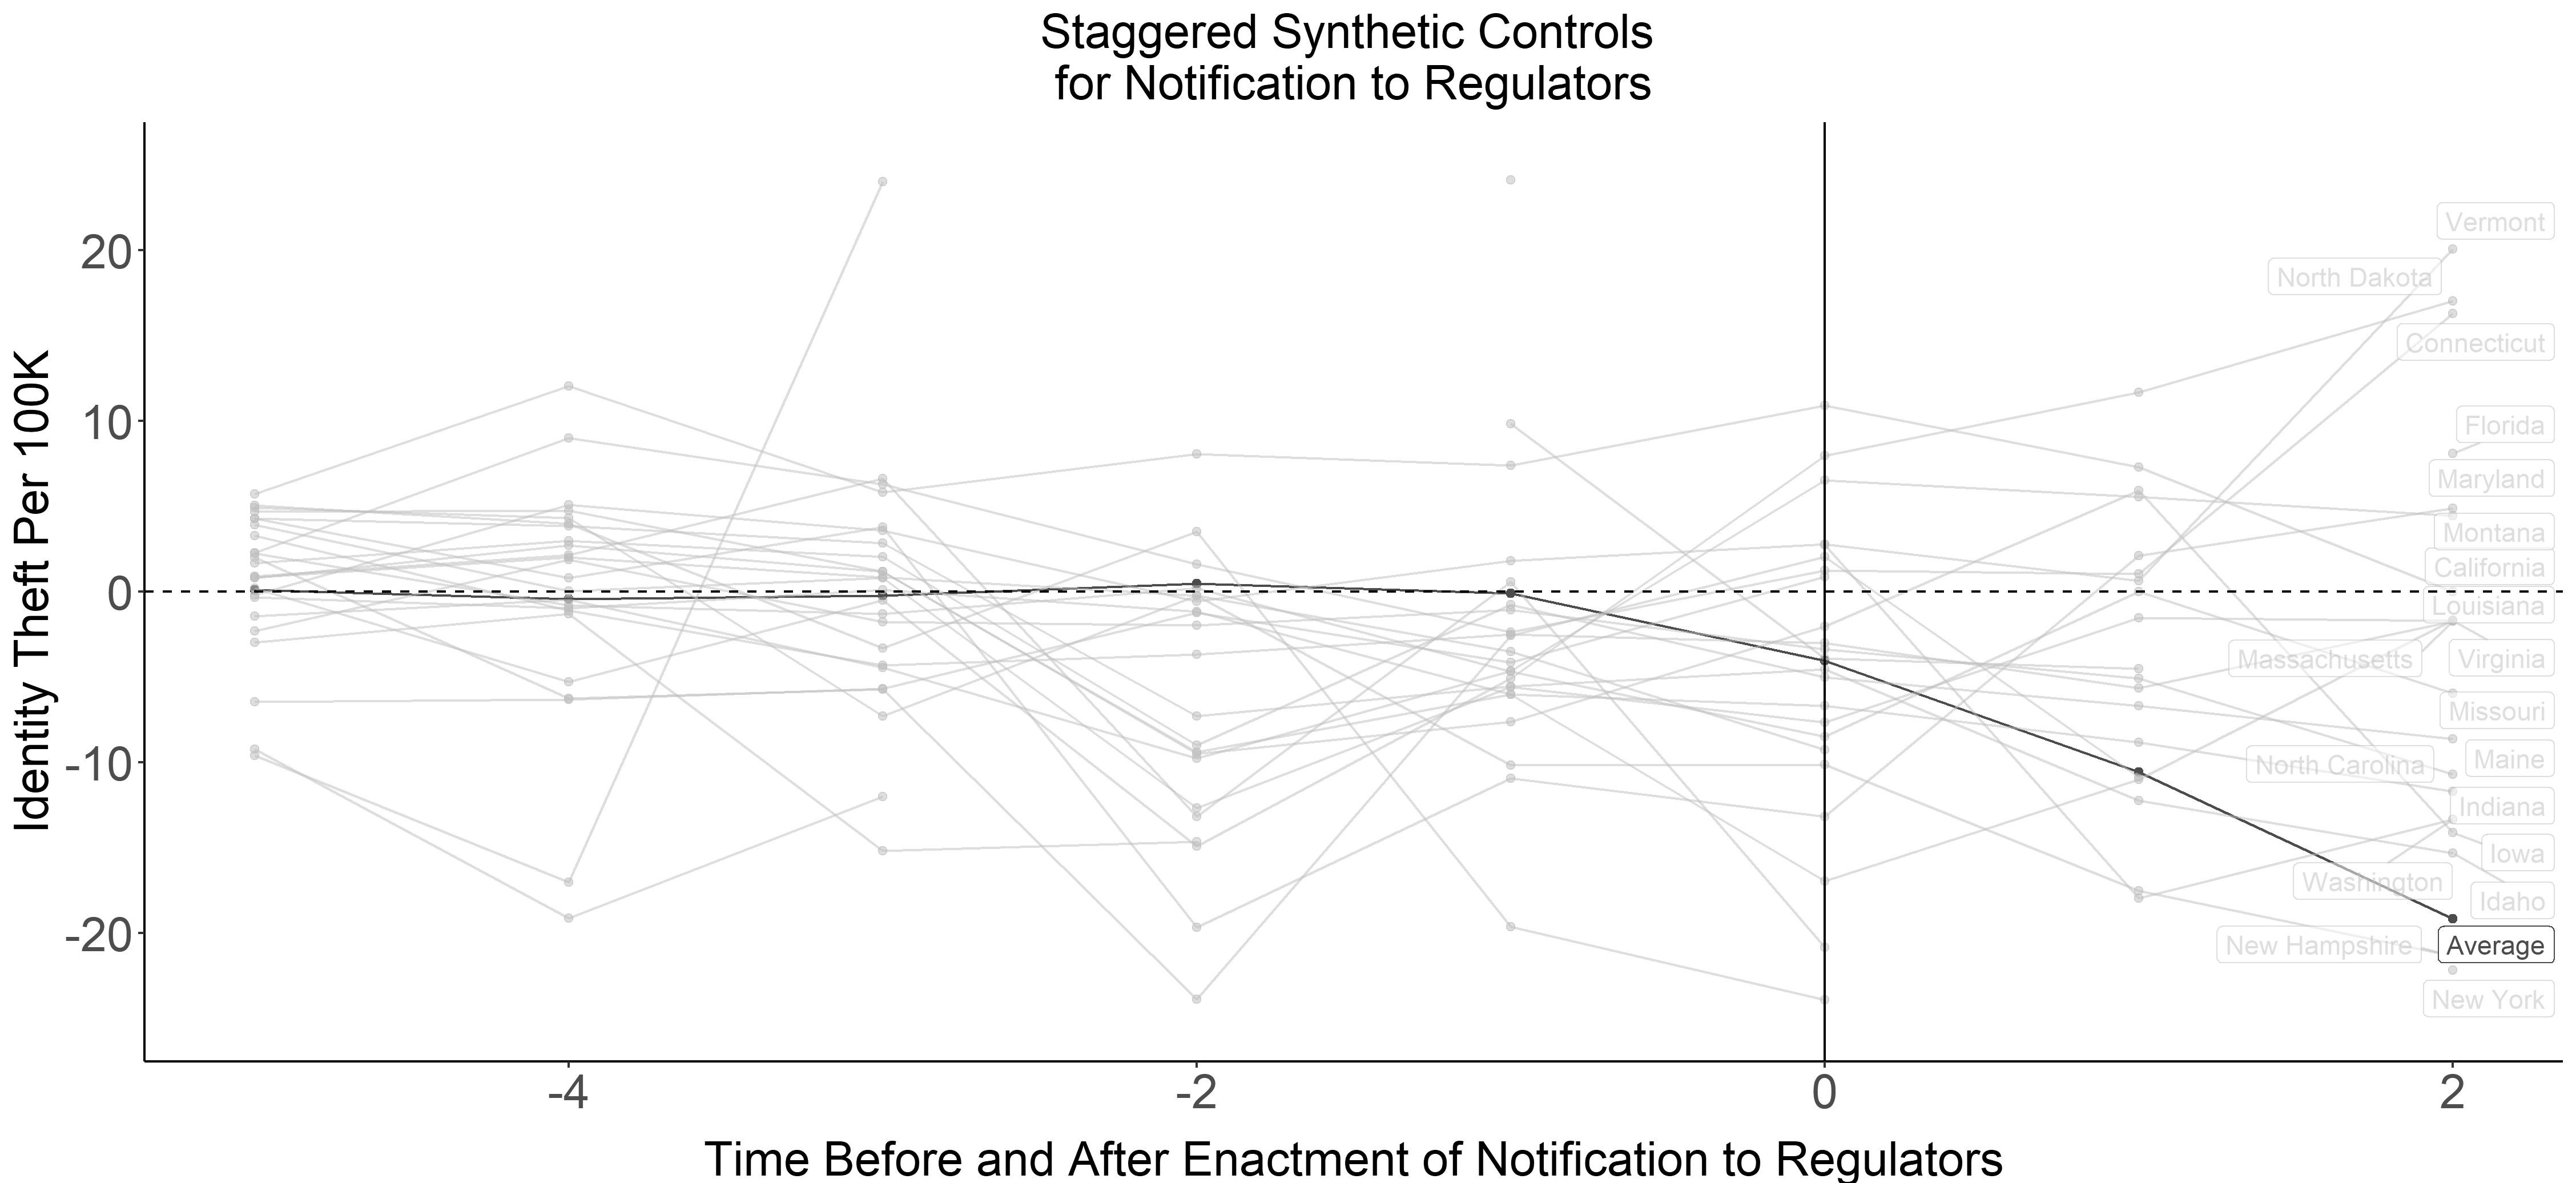 Staggered Synthetic Controls
for Notification to Regulators
Identity Theft Per 100K
20
10
0
-10
-20
Vermont
North Dakota
Connecticut
Florida
Maryland
Montana
California
Louisiana
Massachusetts
Virginia
Missouri
North Carolina
Maine
Indiana
Iowa
Washington
Idaho
New Hampshire
Average
New York
-4
-2
0
2
Time Before and After Enactment of Notification to Regulators